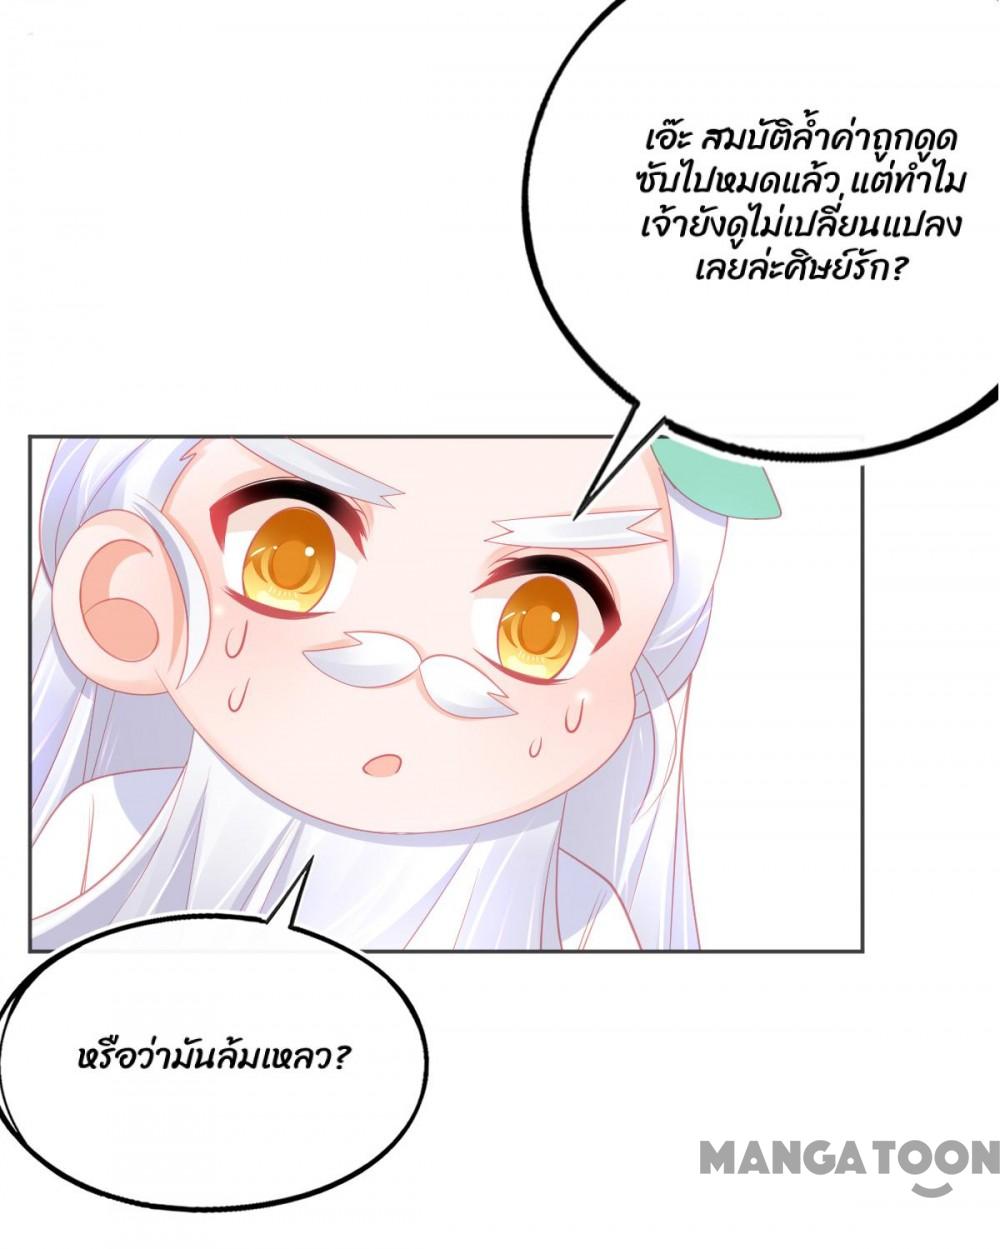 เอ๊ะ สมบัติล้ำค่าถูกดูด
ซับไปหมดแล้ว แต่ทำไม
เจ้ายังดูไม่เปลี่ยนแปลง
เลยล่ะศิษย์รัก?
หรือว่ามันล้มเหลว?
MANGATOON